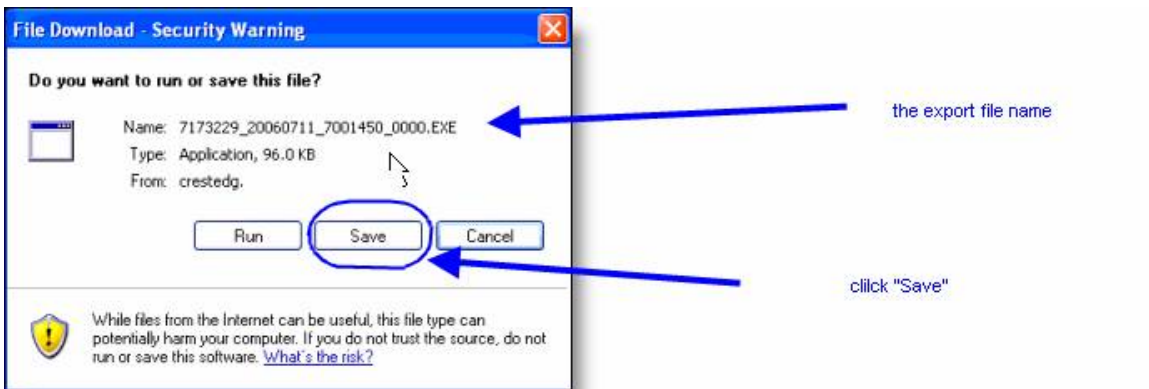 File Download - Security Warning
Do you want to run or save this file?
Name: 7173229_20060711_7001450_0000.EXE
the export file name
Type: Application, 96.0 KB
From: crestedg.
Run Save Cancel
clilck "Save"
While files from the Internet can be useful, this file type can
potentially harm your computer. If you do not trust the source, do not
run or save this software. What's the risk?